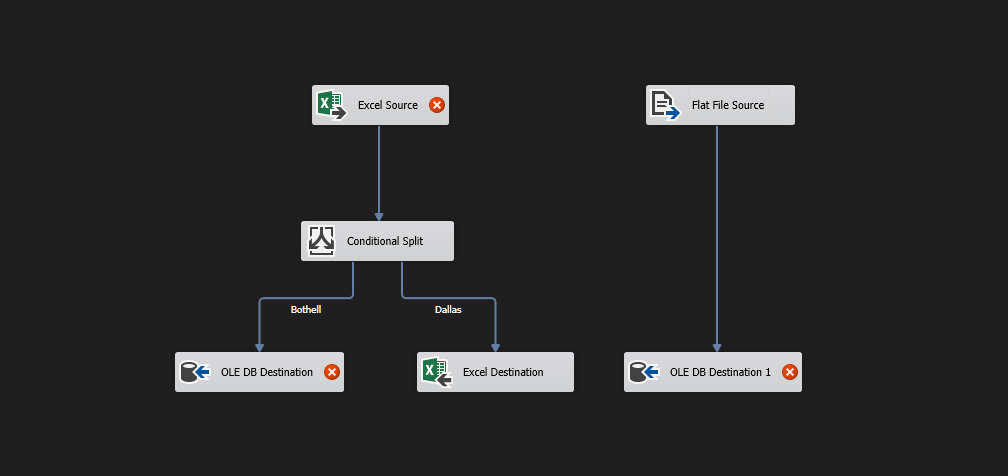 Excel Source
Flat File Source
Conditional Split
Bothell
Dallas
OLE DB Destination
Excel Destination
OLE DB Destination 1